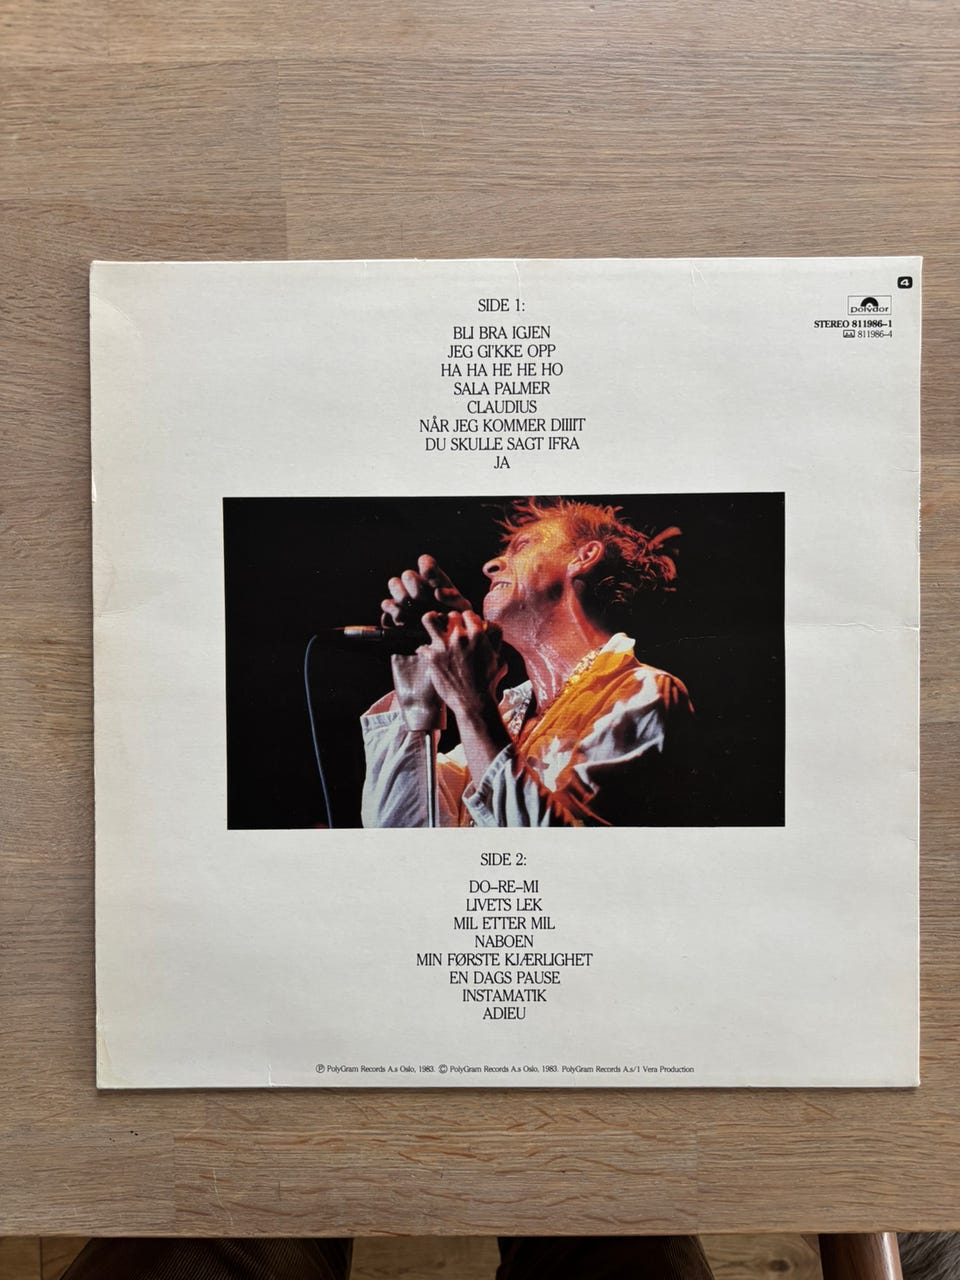 4
polydor
STEREO 811986-1
811986-4
SIDE 1:
BLI BRA IGJEN
JEG GI'KKE OPP
HA HA HE HE HO
SALA PALMER
CLAUDIUS
NÅR JEG KOMMER DIIIIT
DU SKULLE SAGT IFRA
JA
SIDE 2:
DO–RE–MI
LIVETS LEK
MIL ETTER MIL
NABOEN
MIN FØRSTE KJÆRLIGHET
EN DAGS PAUSE
INSTAMATIK
ADIEU
Ⓟ PolyGram Records A.s Oslo, 1983. © PolyGram Records A.s Oslo, 1983. PolyGram Records A.s/1 Vera Production